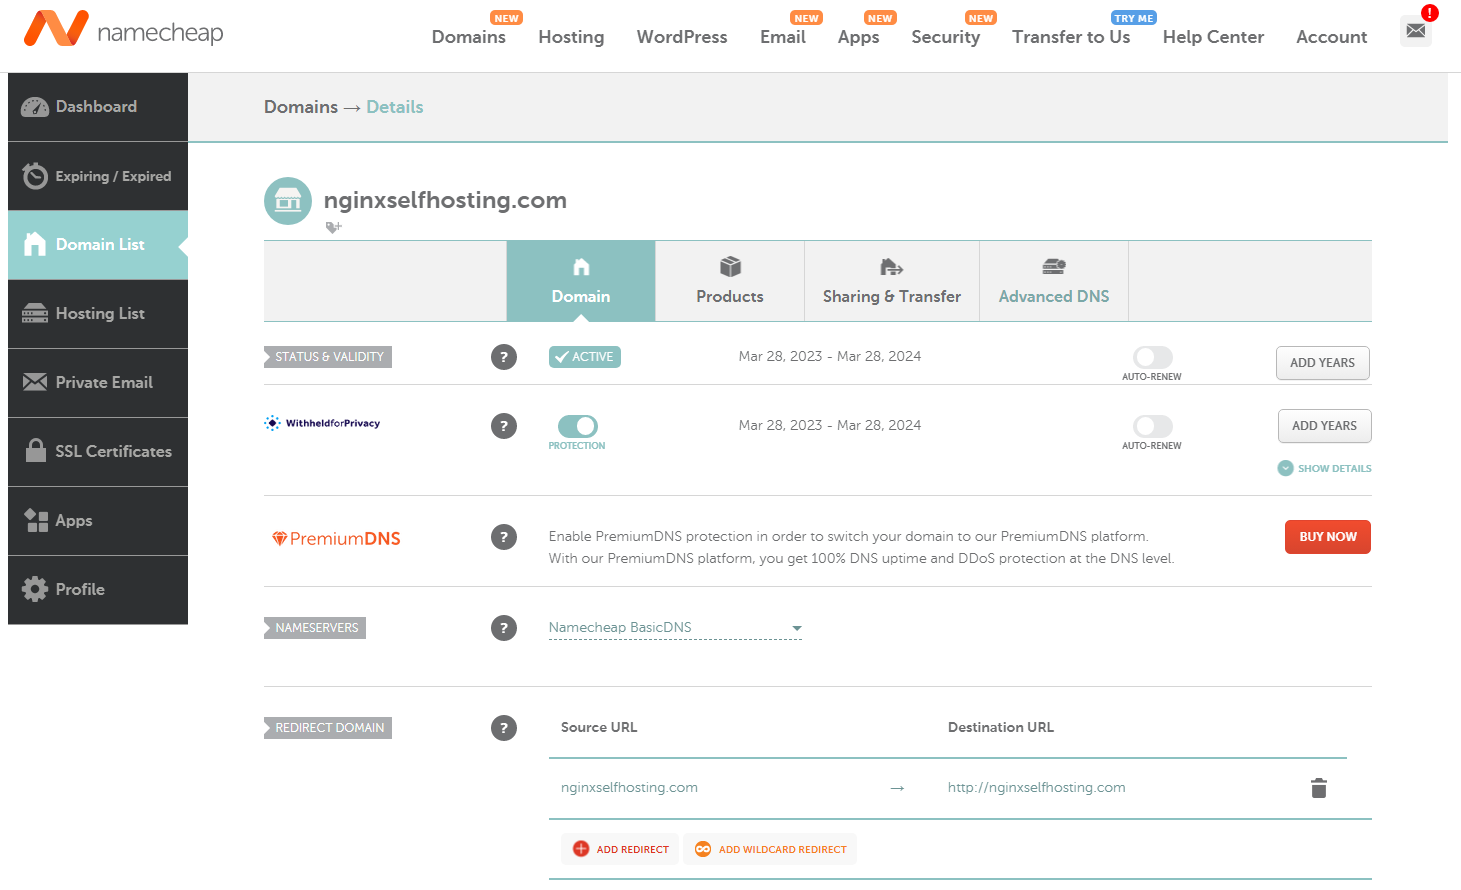 namecheap
NEW NEW NEW NEW TRY ME !
Domains Hosting WordPress Email Apps Security Transfer to Us Help Center Account
Dashboard
Expiring / Expired
Domain List
Hosting List
Private Email
SSL Certificates
Apps
Profile
Domains → Details
nginxselfhosting.com
Domain Products Sharing & Transfer Advanced DNS
STATUS & VALIDITY ? ACTIVE Mar 28, 2023 - Mar 28, 2024 ADD YEARS
AUTO-RENEW
WithheldforPrivacy ? Mar 28, 2023 - Mar 28, 2024 ADD YEARS
PROTECTION AUTO-RENEW
SHOW DETAILS
PremiumDNS ? Enable PremiumDNS protection in order to switch your domain to our PremiumDNS platform. BUY NOW
With our PremiumDNS platform, you get 100% DNS uptime and DDoS protection at the DNS level.
NAMESERVERS ? Namecheap BasicDNS
REDIRECT DOMAIN ? Source URL Destination URL
nginxselfhosting.com → http://nginxselfhosting.com
ADD REDIRECT ADD WILDCARD REDIRECT